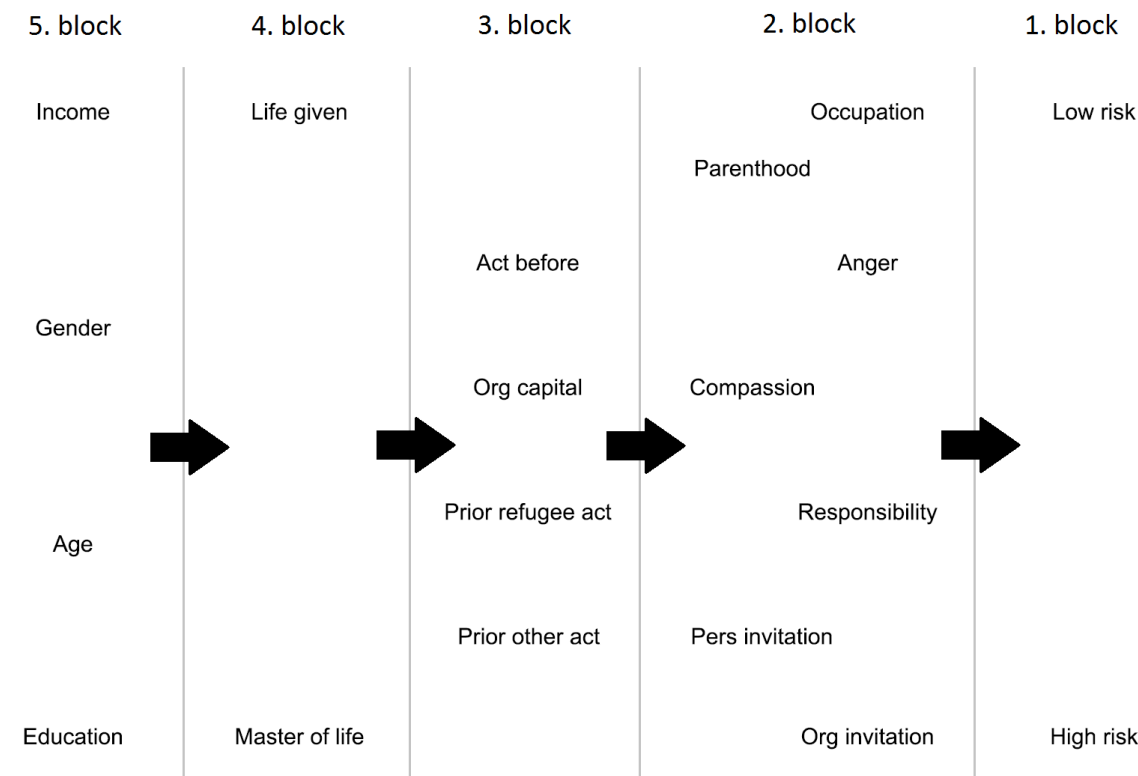 5. block
4. block
3. block
2. block
1. block
Income
Life given
Occupation
Low risk
Parenthood
Act before
Anger
Gender
Org capital
Compassion
Prior refugee act
Responsibility
Age
Prior other act
Pers invitation
Education
Master of life
Org invitation
High risk